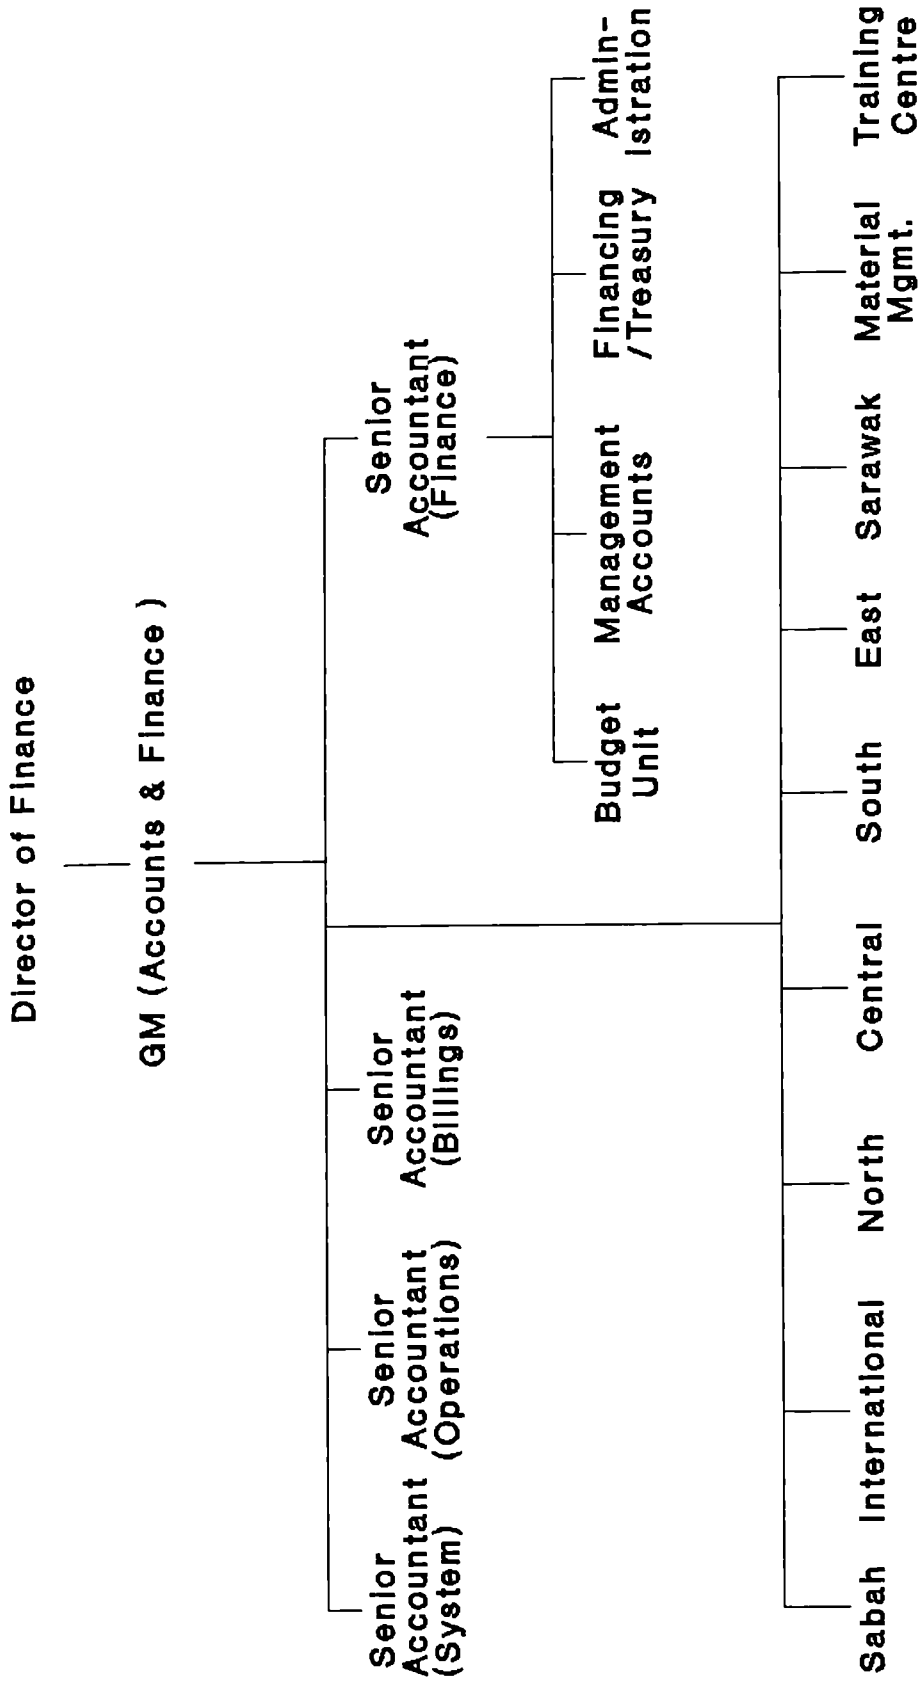 Director of Finance
GM (Accounts & Finance )
Senior
Accountant
(System)
Senior
Accountant
(Operations)
Senior
Accountant
(Billings)
Senior
Accountant
(Finance)
Budget
Unit
Management
Accounts
Financing
/Treasury
Admin-
istration
Sabah
International
North
Central
South
East
Sarawak
Material
Mgmt.
Training
Centre